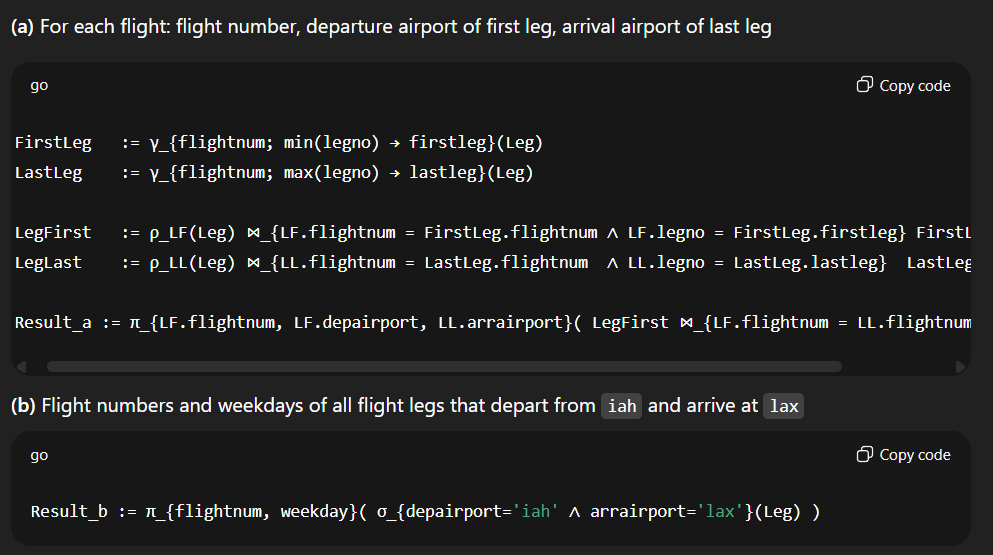 (a) For each flight: flight number, departure airport of first leg, arrival airport of last leg
go
Copy code
FirstLeg := γ_{flightnum; min(legno) → firstleg}(Leg)
LastLeg := γ_{flightnum; max(legno) → lastleg}(Leg)
LegFirst := ρ_LF(Leg) ⋈_{LF.flightnum = FirstLeg.flightnum ∧ LF.legno = FirstLeg.firstleg} FirstL
LegLast := ρ_LL(Leg) ⋈_{LL.flightnum = LastLeg.flightnum ∧ LL.legno = LastLeg.lastleg} LastLeg
Result_a := π_{LF.flightnum, LF.depairport, LL.arrairport}( LegFirst ⋈_{LF.flightnum = LL.flightnum
(b) Flight numbers and weekdays of all flight legs that depart from iah and arrive at lax
go
Copy code
Result_b := π_{flightnum, weekday}( σ_{depairport='iah' ∧ arrairport='lax'}(Leg) )